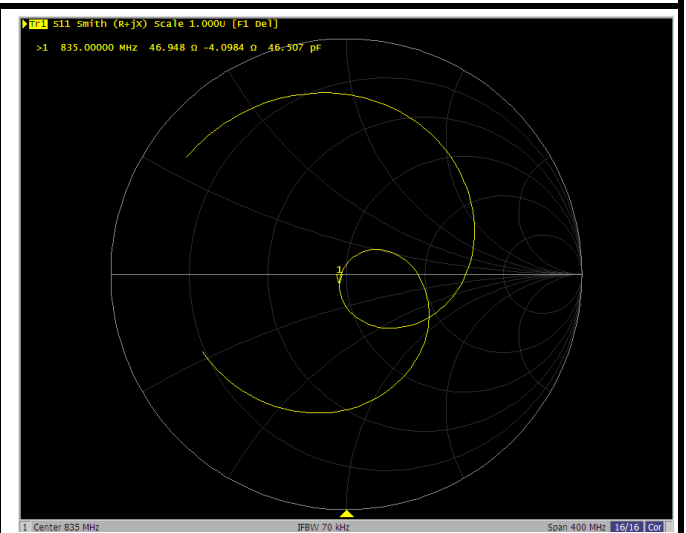 Tr1 S11 Smith (R+jX) Scale 1.000U [F1 Del]
>1 835.00000 MHz 46.948 Ω -4.0984 Ω 46.507 pF
1
1 Center 835 MHz IFBW 70 kHz Span 400 MHz 16/16 Cor